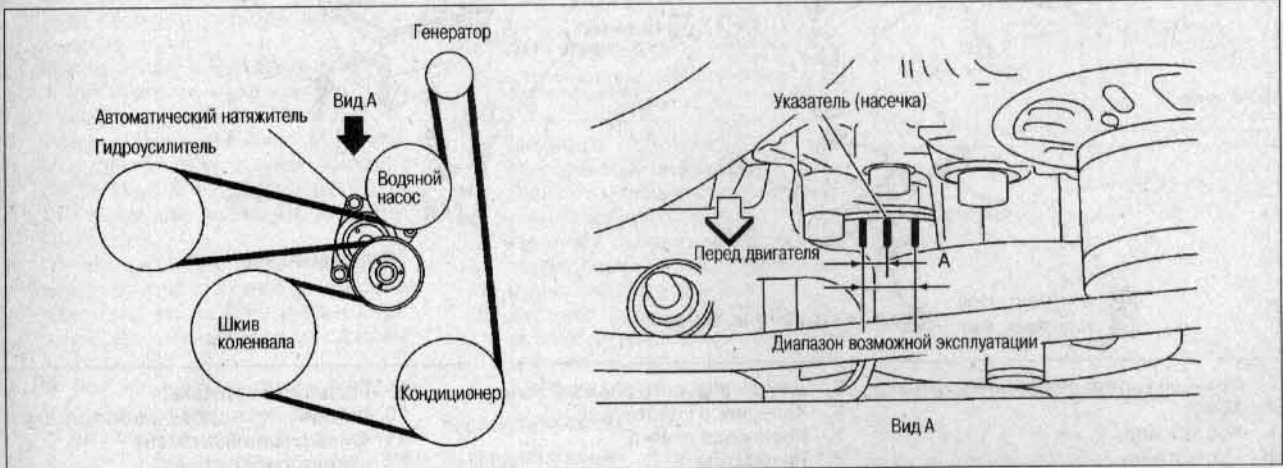 Генератор
Вид А
Автоматический натяжитель
Гидроусилитель
Водяной
насос
Шкив
коленвала
Кондиционер
Указатель (насечка)
Перед двигателя
А
Диапазон возможной эксплуатации
Вид А